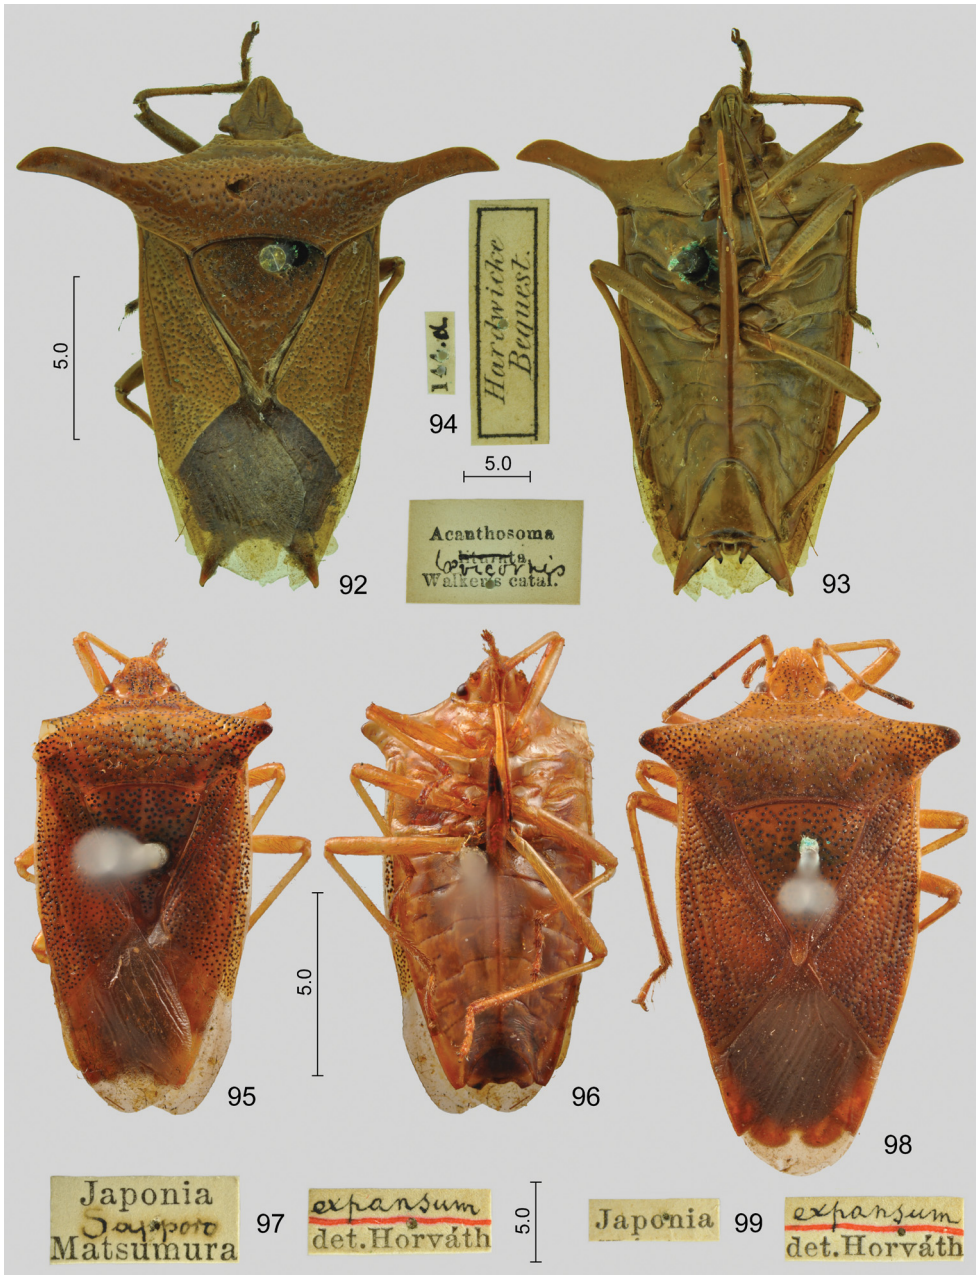 5.0
92
94
Hardwicke
Bequest.
5.0
93
Acanthosoma
Walker's catal.
95
5.0
96
98
Japonia
Sapporo
Matsumura
97
expansum
det. Horváth
5.0
Japonia
99
expansum
det. Horváth